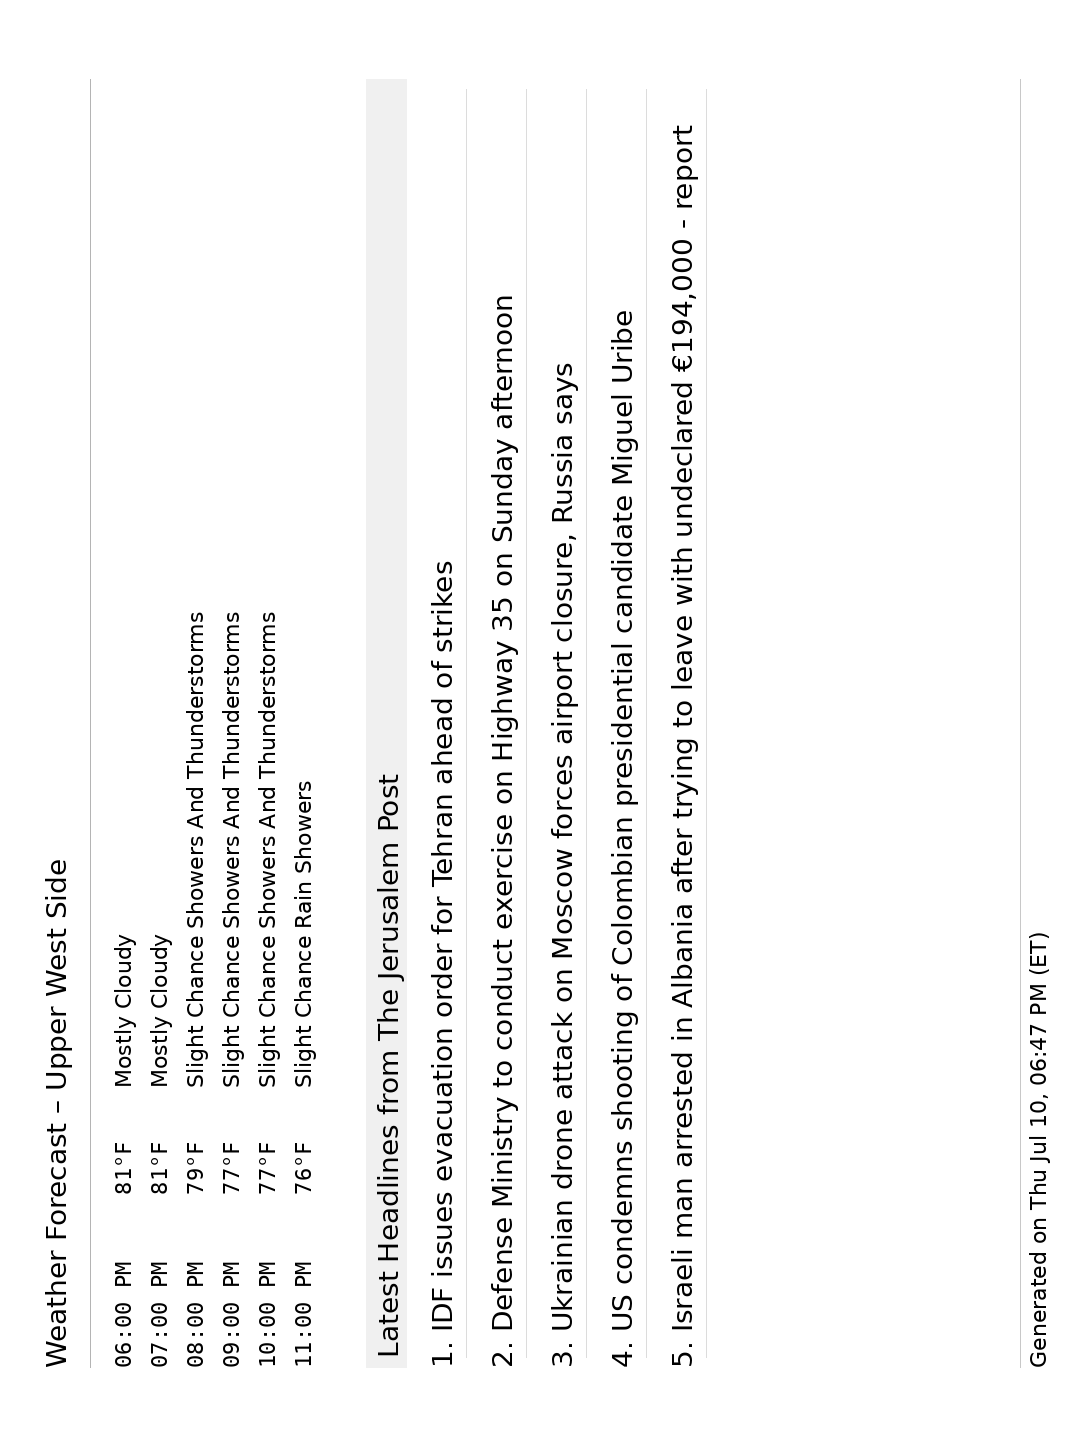 Weather Forecast – Upper West Side
06:00 PM 81°F Mostly Cloudy
07:00 PM 81°F Mostly Cloudy
08:00 PM 79°F Slight Chance Showers And Thunderstorms
09:00 PM 77°F Slight Chance Showers And Thunderstorms
10:00 PM 77°F Slight Chance Showers And Thunderstorms
11:00 PM 76°F Slight Chance Rain Showers
Latest Headlines from The Jerusalem Post
1. IDF issues evacuation order for Tehran ahead of strikes
2. Defense Ministry to conduct exercise on Highway 35 on Sunday afternoon
3. Ukrainian drone attack on Moscow forces airport closure, Russia says
4. US condemns shooting of Colombian presidential candidate Miguel Uribe
5. Israeli man arrested in Albania after trying to leave with undeclared €194,000 - report
Generated on Thu Jul 10, 06:47 PM (ET)